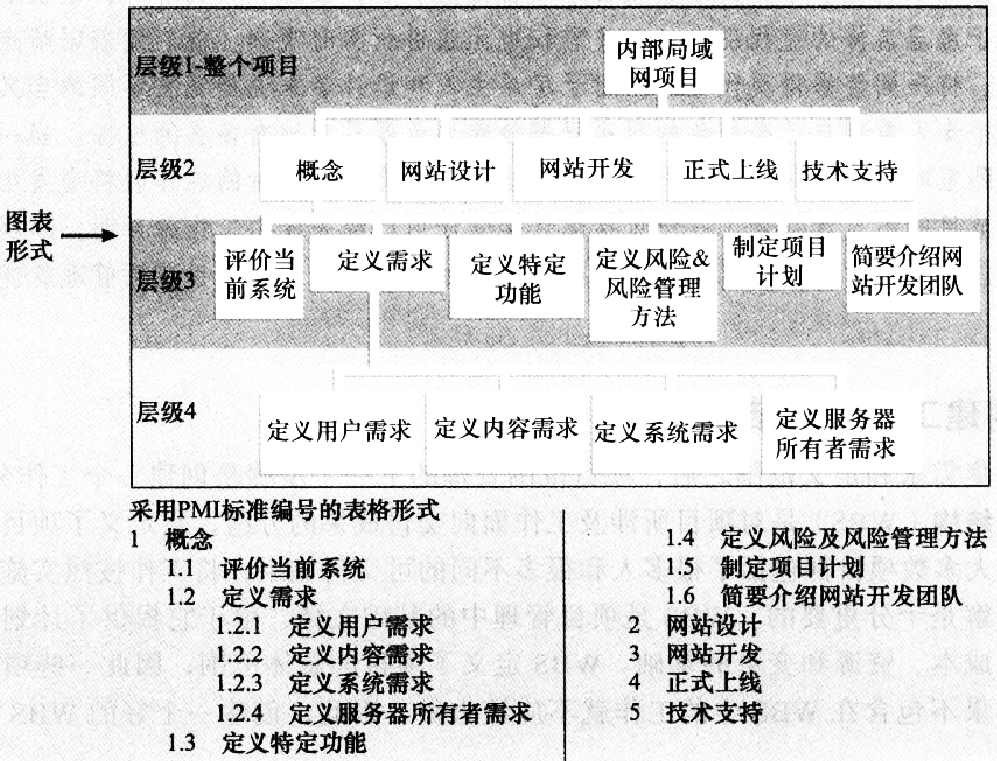 层级1-整个项目
内部局域
网项目
层级2
概念
网站设计
网站开发
正式上线
技术支持
图表
形式
层级3
评价当
前系统
定义需求
定义特定
功能
定义风险&
风险管理
方法
制定项目
计划
简要介绍网
站开发团队
层级4
定义用户需求
定义内容需求
定义系统需求
定义服务器
所有者需求
采用PMI标准编号的表格形式
1 概念
1.1 评价当前系统
1.2 定义需求
1.2.1 定义用户需求
1.2.2 定义内容需求
1.2.3 定义系统需求
1.2.4 定义服务器所有者需求
1.3 定义特定功能
1.4 定义风险及风险管理方法
1.5 制定项目计划
1.6 简要介绍网站开发团队
2 网站设计
3 网站开发
4 正式上线
5 技术支持